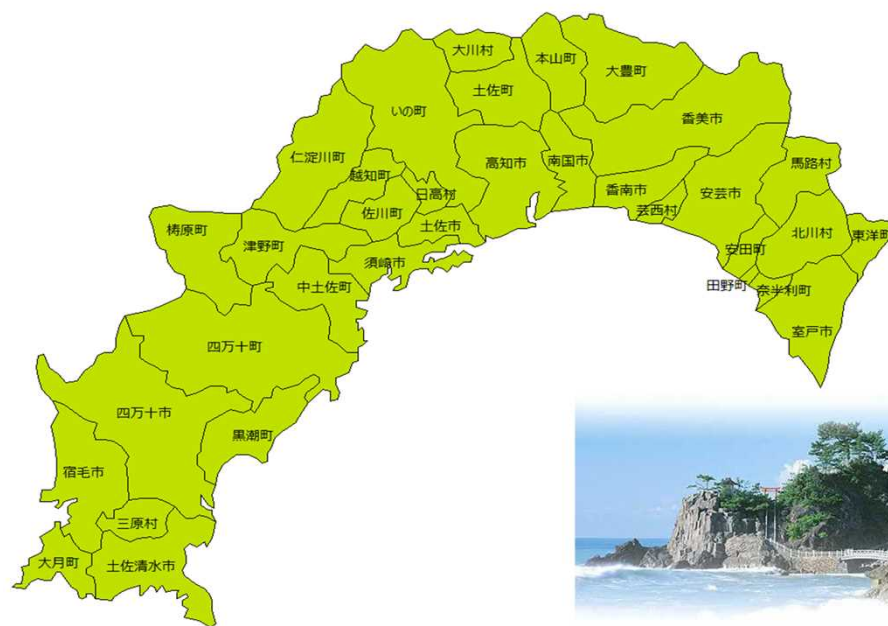 大川村
本山町
大豊町
土佐町
いの町
香美市
仁淀川町
高知市
南国市
馬路村
越知町
日高村
香南市
安芸市
芸西村
佐川町
土佐市
梼原町
津野町
北川村
東洋町
安田町
須崎市
中土佐町
田野町
奈半利町
室戸市
四万十町
四万十市
黒潮町
宿毛市
三原村
大月町
土佐清水市